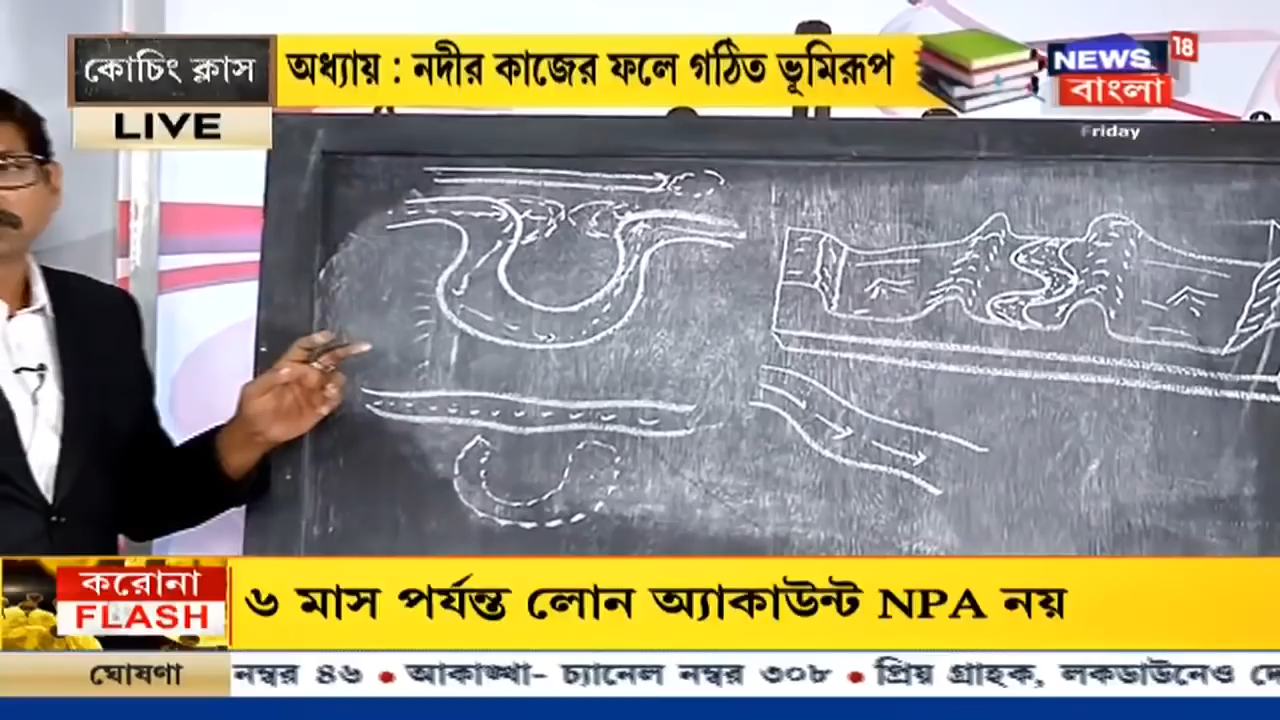 কোচিং ক্লাস
LIVE
অধ্যায় : নদীর কাজের ফলে গঠিত ভূমিরূপ
NEWS 18
বাংলা
Friday
করোনা
FLASH
৬ মাস পর্যন্ত লোন অ্যাকাউন্ট NPA নয়
ঘোষণা
নম্বর ৪৬ • আকাঙ্খা- চ্যানেল নম্বর ৩০৮ • প্রিয় গ্রাহক, লকডাউনেও